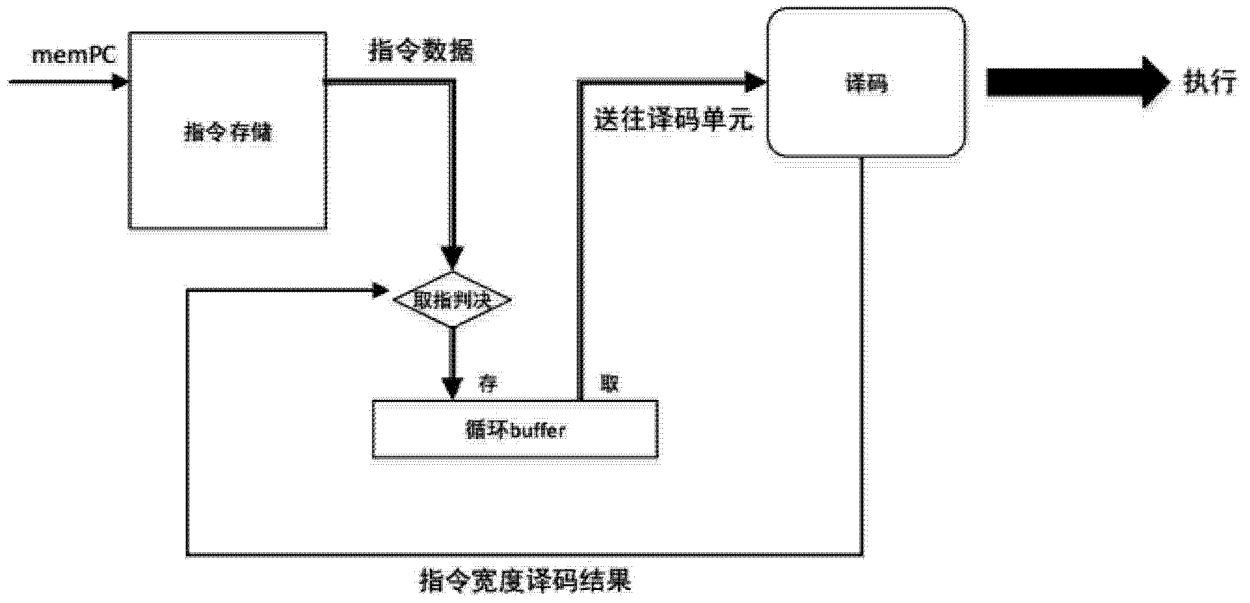 memPC
指令数据
指令存储
译码
执行
送往译码单元
取指判决
存
取
循环buffer
指令宽度译码结果